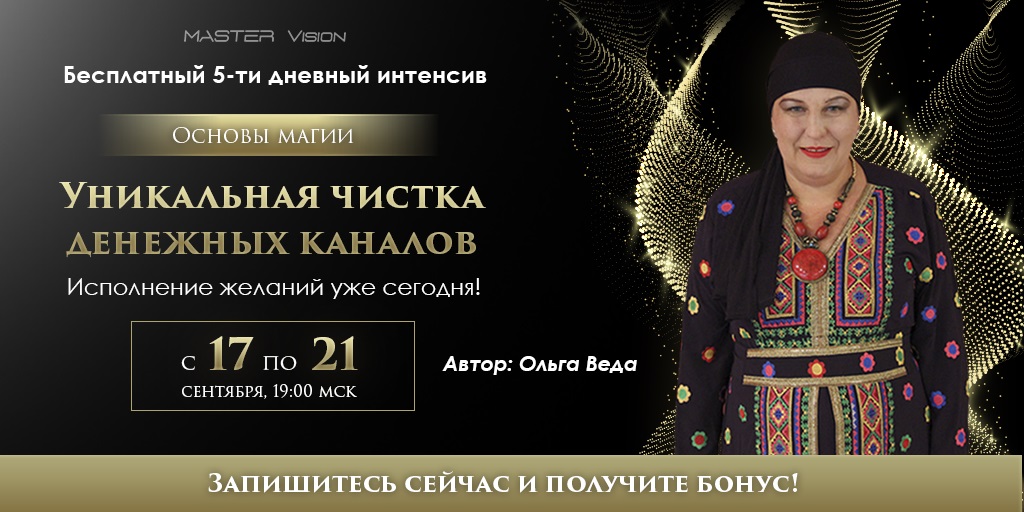 MASTER Vision
Бесплатный 5-ти дневный интенсив
Основы магии
Уникальная чистка
денежных каналов
Исполнение желаний уже сегодня!
с 17 по 21
сентября, 19:00 мск
Автор: Ольга Веда
Запишитесь сейчас и получите бонус!